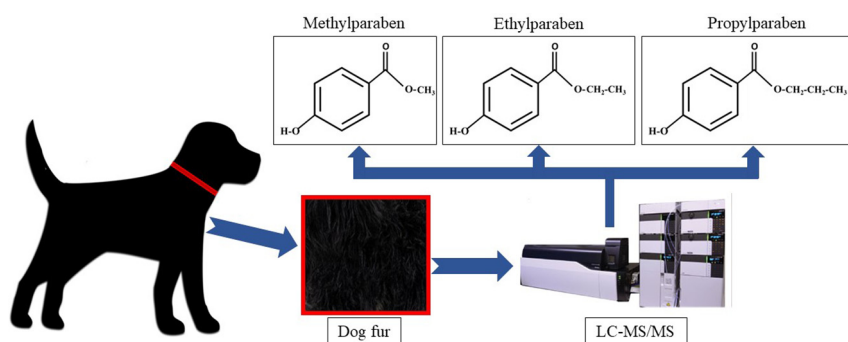 Methylparaben
Ethylparaben
Propylparaben
O
O-CH₃
H-O
O
O-CH₂-CH₃
H-O
O
O-CH₂-CH₂-CH₃
H-O
Dog fur
LC-MS/MS